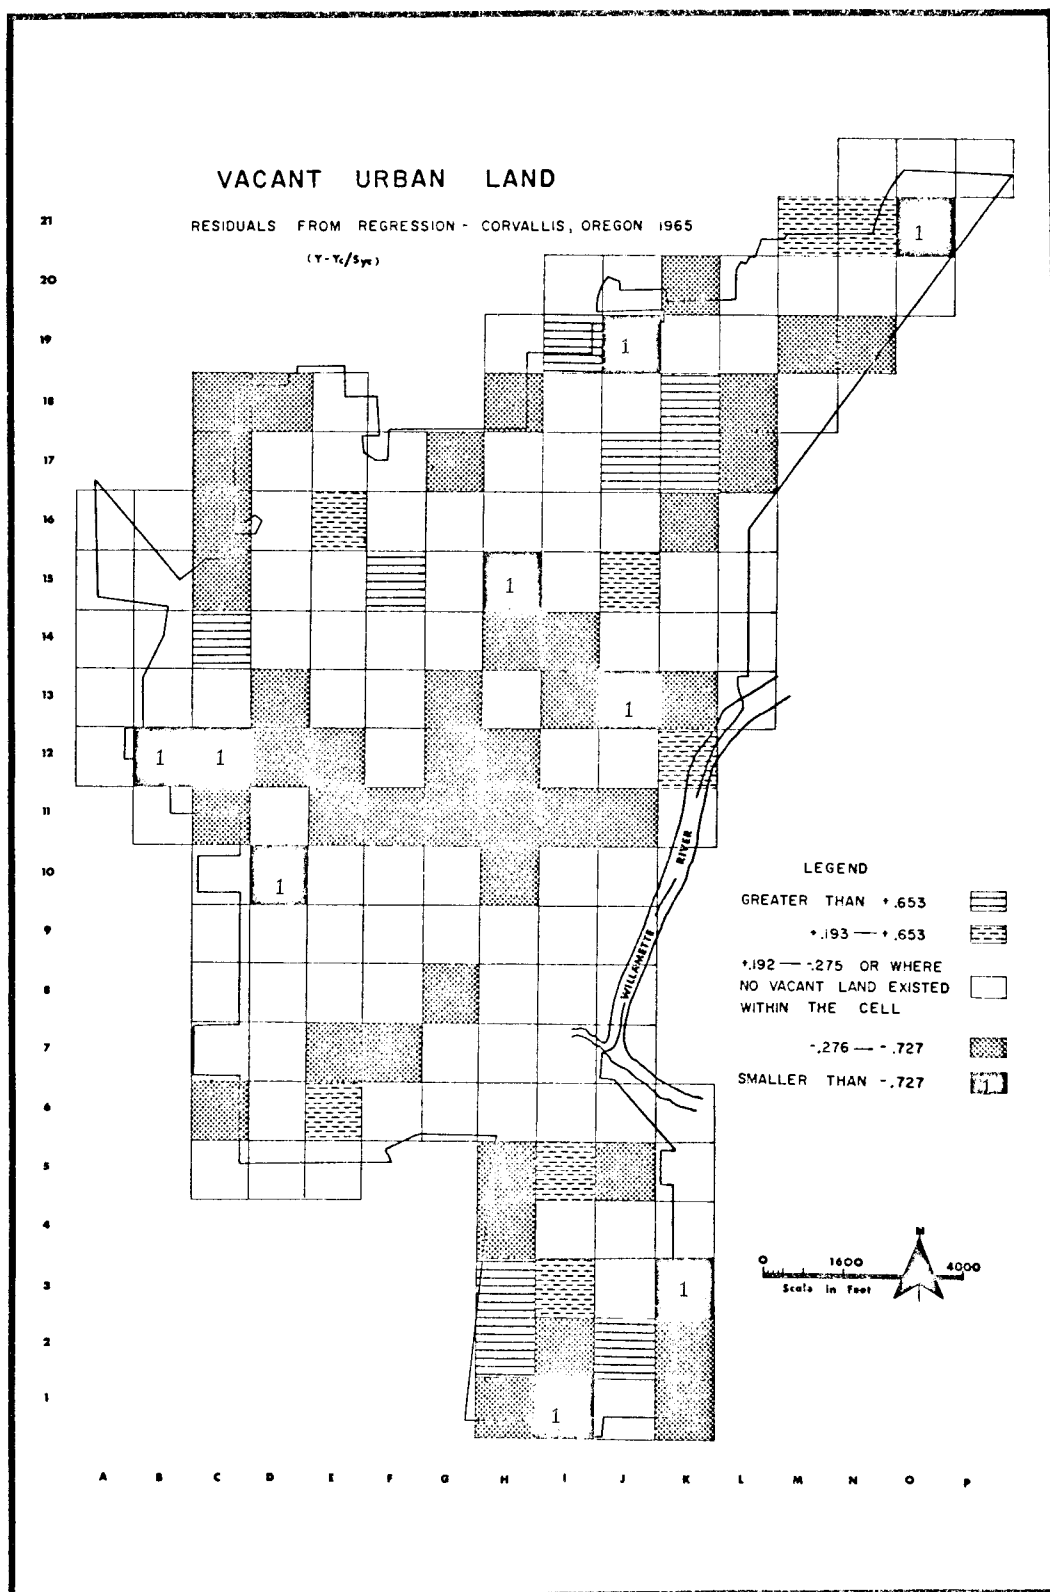 VACANT URBAN LAND
RESIDUALS FROM REGRESSION - CORVALLIS, OREGON 1965
(Y-Yc/Syc)
21
1
20
19
1
18
17
16
15
1
14
13
1
12
1 1
11
10
1
9
8
7
6
5
4
3
1
2
1
1
A B C D E F G H I J K L M N O P
WILLAMETTE RIVER
LEGEND
GREATER THAN +.653
+.193 — +.653
+.192 — -.275 OR WHERE
NO VACANT LAND EXISTED
WITHIN THE CELL
-.276 — -.727
SMALLER THAN -.727
1
N
0 1600 4000
Scale in Feet